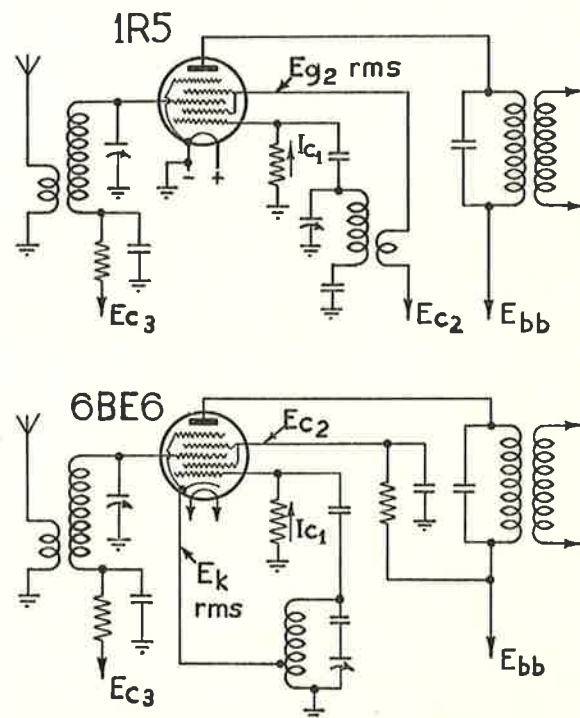 1R5
Eg2 rms
Ic1
- +
Ec3
Ec2
Ebb
6BE6
Ec2
Ic1
Ek
rms
Ec3
Ebb